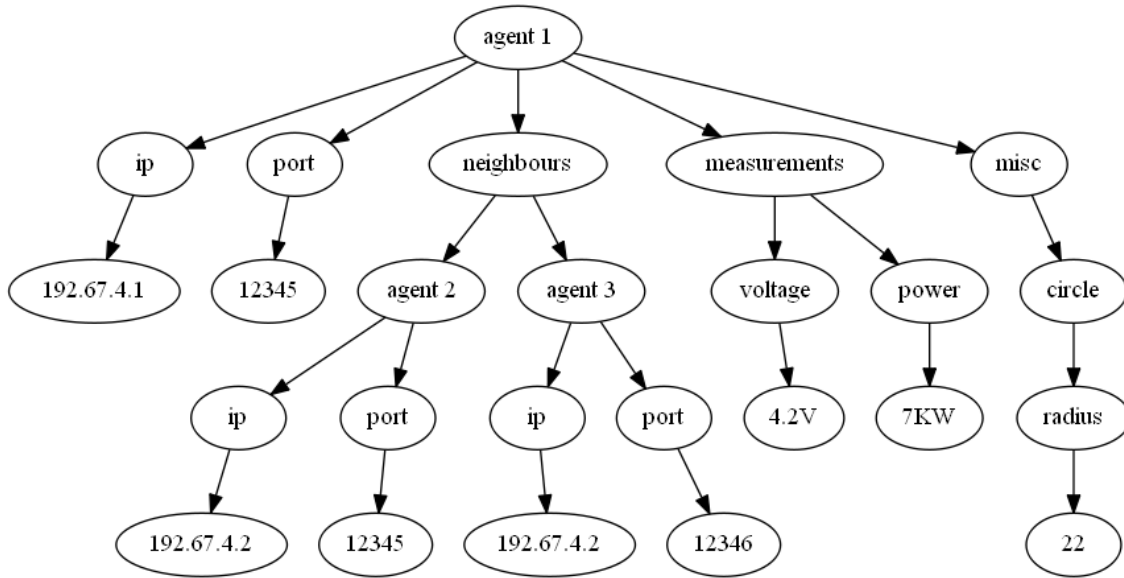 agent 1
ip
port
neighbours
measurements
misc
192.67.4.1
12345
agent 2
agent 3
voltage
power
circle
ip
port
ip
port
4.2V
7KW
radius
192.67.4.2
12345
192.67.4.2
12346
22